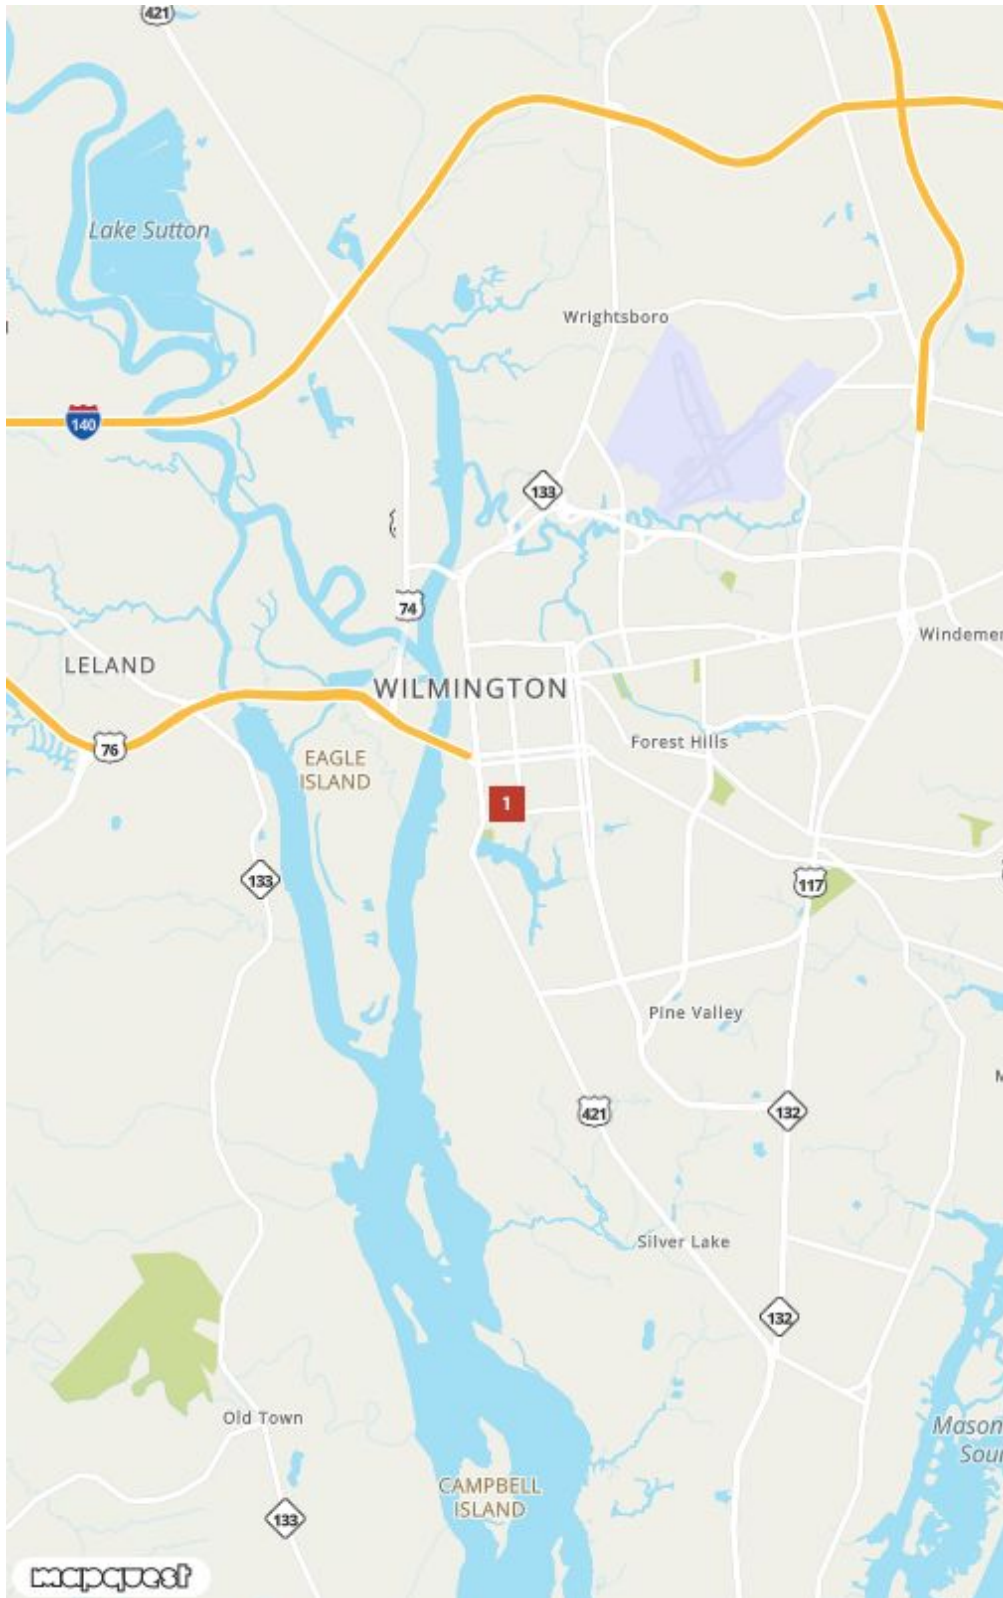 421
Lake Sutton
Wrightsboro
140
133
74
Windemer
LELAND
WILMINGTON
76
Forest Hills
EAGLE
ISLAND
1
133
117
Pine Valley
421
132
Silver Lake
132
Old Town
Mason
Sou
CAMPBELL
ISLAND
133
mapquest